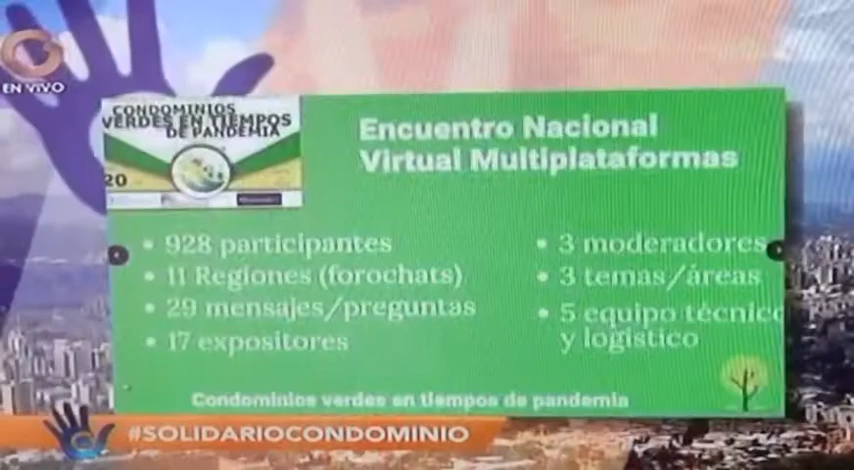 EN VIVO
CONDOMINIOS
VERDES EN TIEMPOS
DE PANDEMIA
20
Encuentro Nacional
Virtual Multiplataformas
• 928 participantes
• 11 Regiones (forochats)
• 29 mensajes/preguntas
• 17 expositores
• 3 moderadores
• 3 temas/áreas
• 5 equipo técnico
y logístico
Condominios verdes en tiempos de pandemia
#SOLIDARIOCONDOMINIO